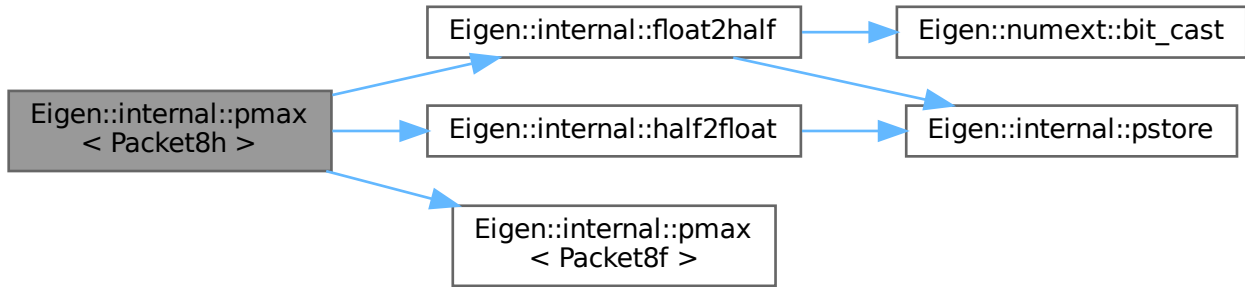 Eigen::internal::pmax
< Packet8h >
Eigen::internal::float2half
Eigen::numext::bit_cast
Eigen::internal::pstore
Eigen::internal::half2float
Eigen::internal::pmax
< Packet8f >